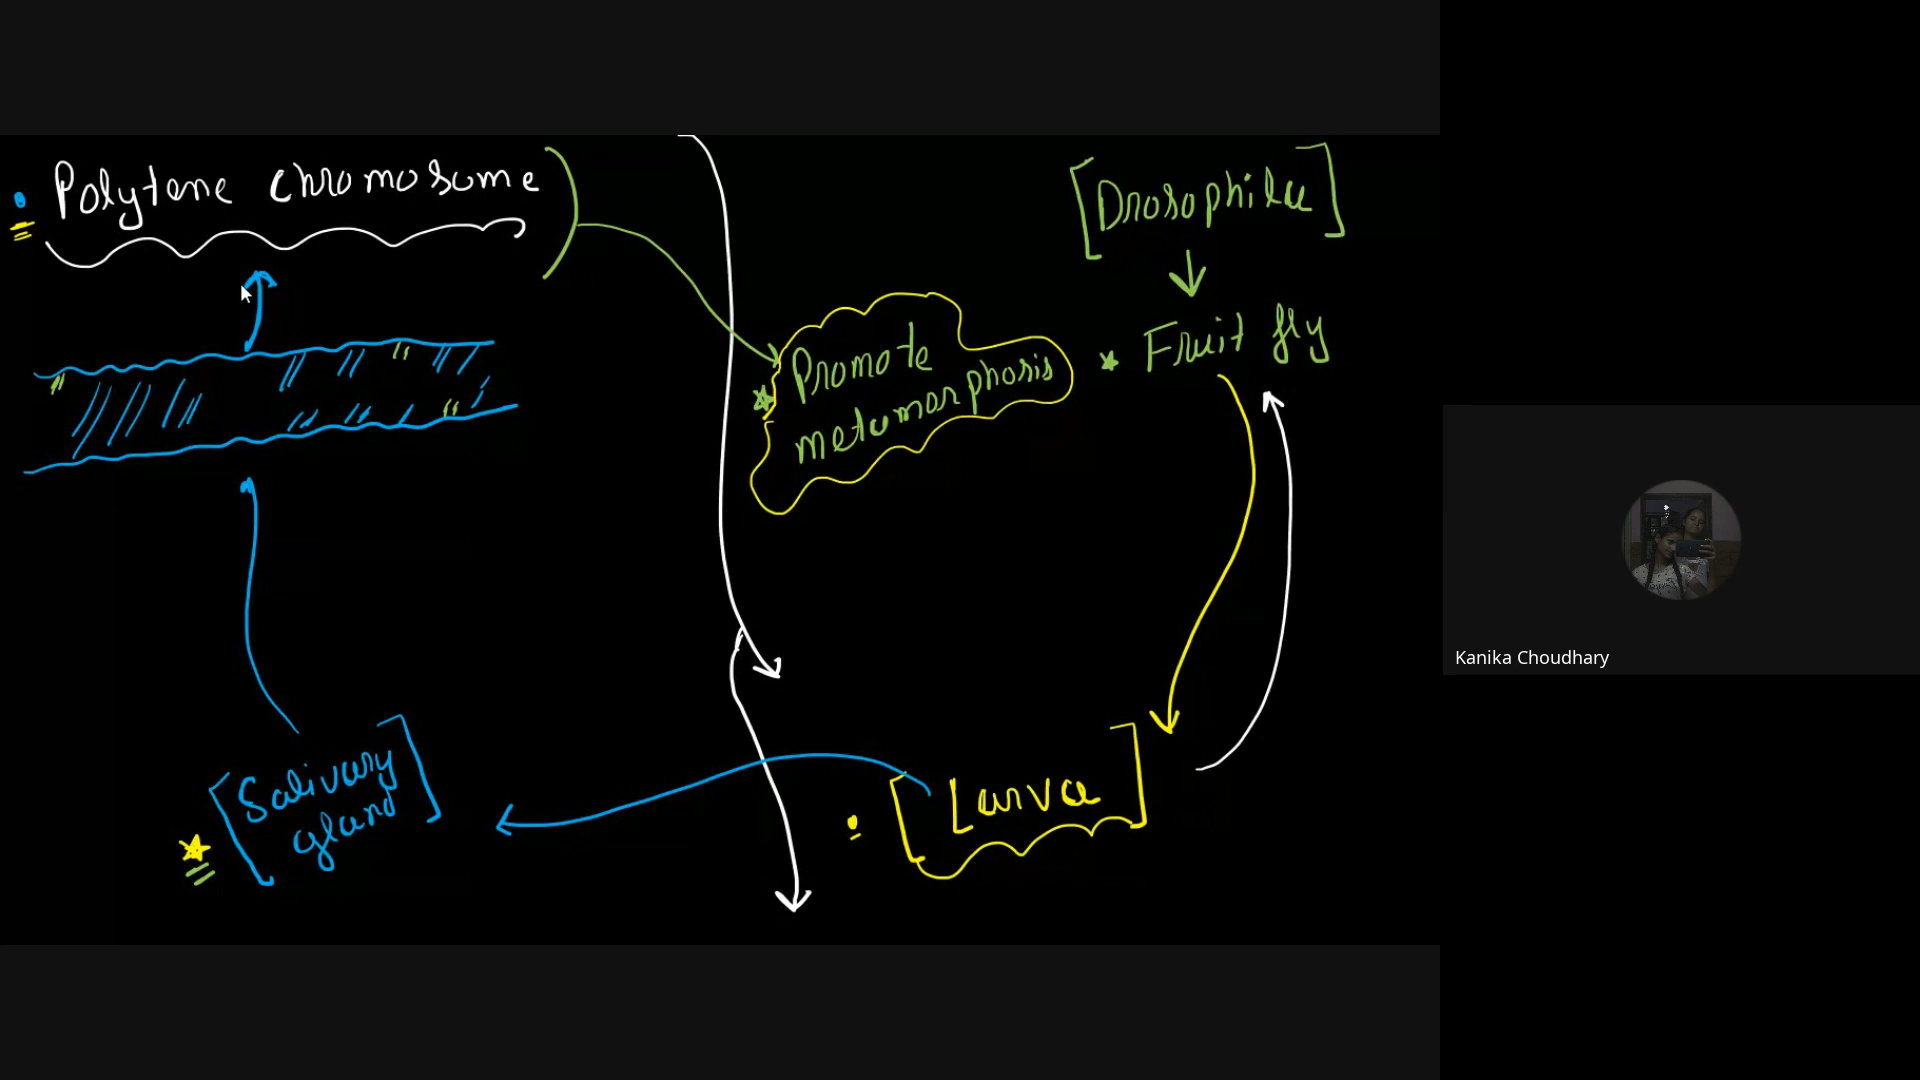 Polytene chromosome
[Drosophila]
Fruit fly
Promote
metamorphosis
Kanika Choudhary
[Larva]
[Salivary
gland]